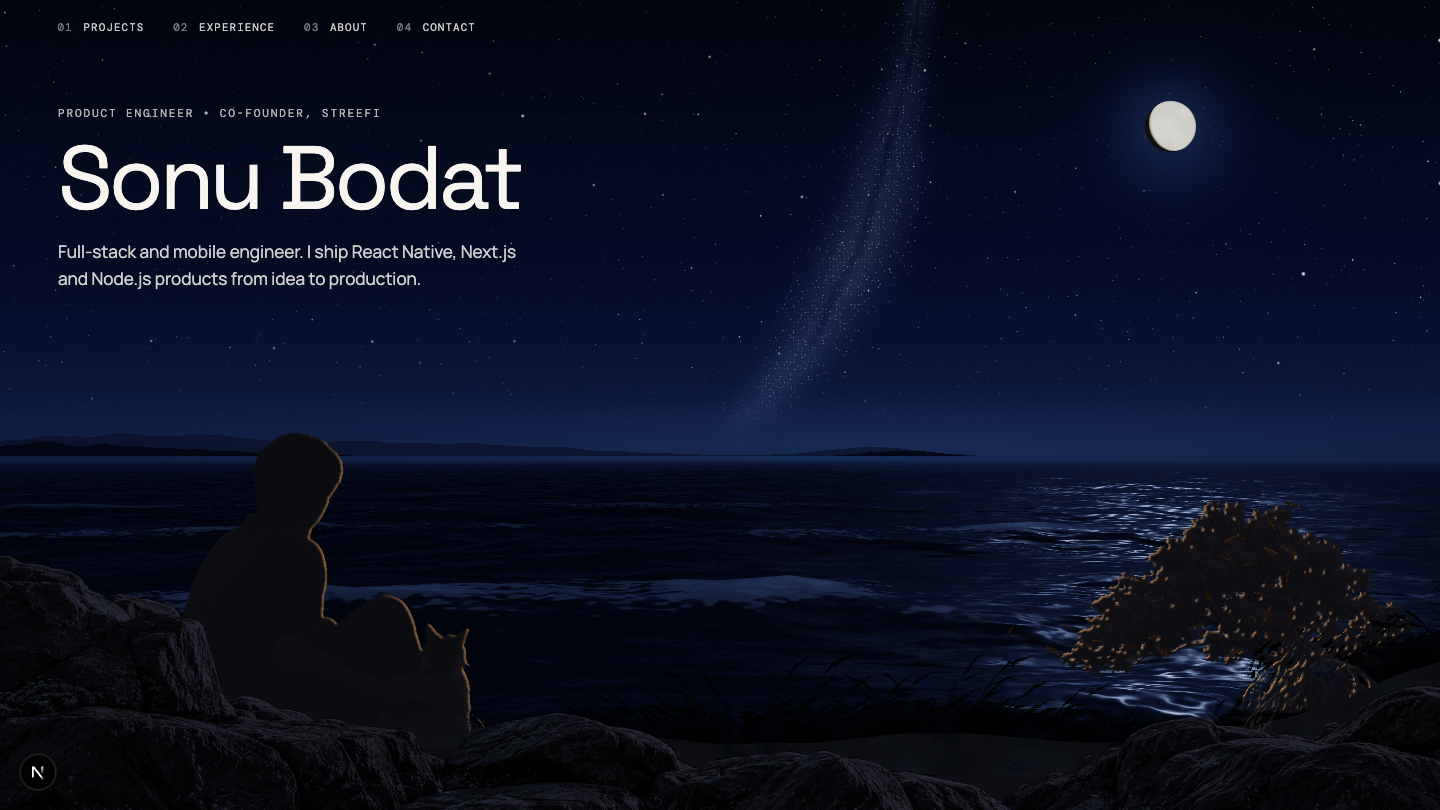 01 PROJECTS 02 EXPERIENCE 03 ABOUT 04 CONTACT
PRODUCT ENGINEER • CO-FOUNDER, STREEFI
Sonu Bodat
Full-stack and mobile engineer. I ship React Native, Next.js
and Node.js products from idea to production.
N